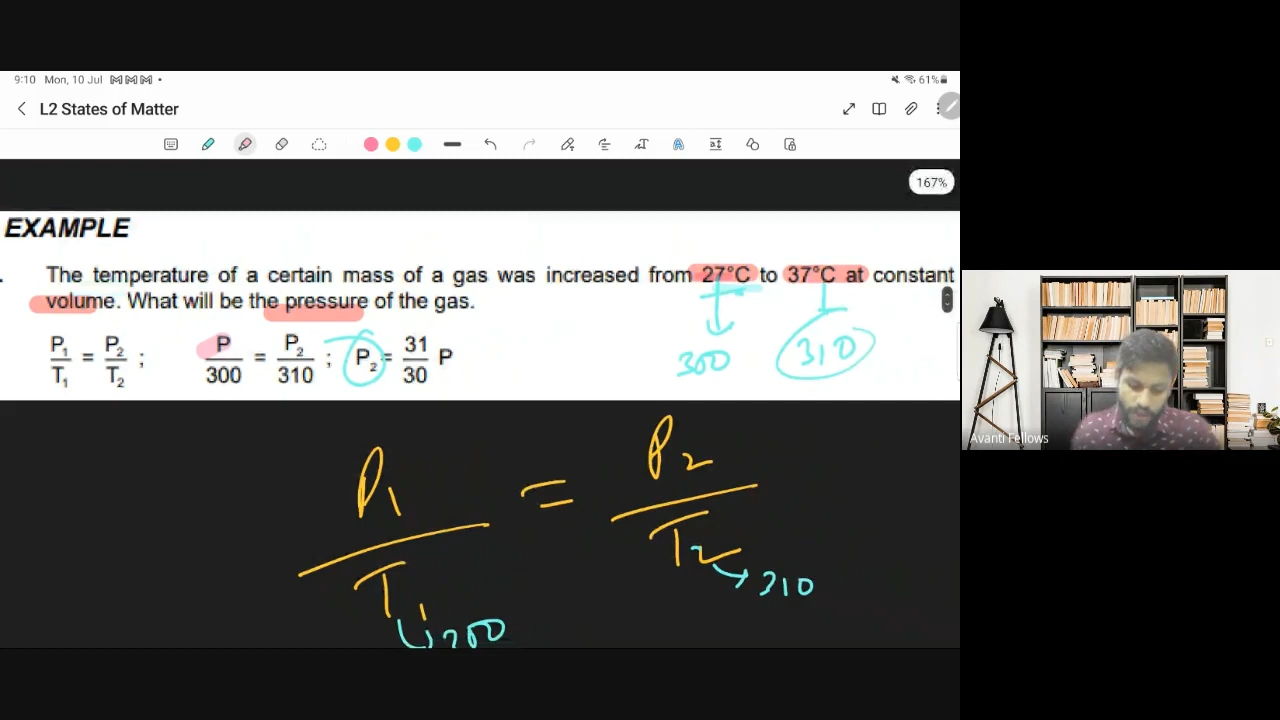 9:10 Mon, 10 Jul
61%
L2 States of Matter
167%
EXAMPLE
. The temperature of a certain mass of a gas was increased from 27°C to 37°C at constant
volume. What will be the pressure of the gas.
P₁/T₁ = P₂/T₂ ; P/300 = P₂/310 ; P₂ = 31/30 P
300
310
P₁/T₁ = P₂/T₂
310
300
Avanti Fellows